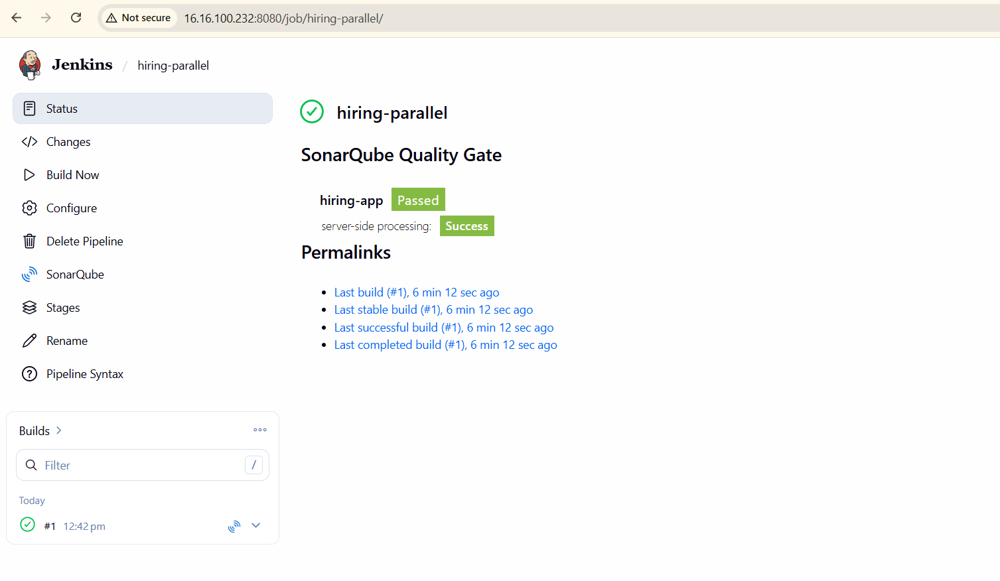 Not secure 16.16.100.232:8080/job/hiring-parallel/
Jenkins / hiring-parallel
Status
Changes
Build Now
Configure
Delete Pipeline
SonarQube
Stages
Rename
Pipeline Syntax
Builds
Filter /
Today
#1 12:42 pm
hiring-parallel
SonarQube Quality Gate
hiring-app Passed
server-side processing: Success
Permalinks
Last build (#1), 6 min 12 sec ago
Last stable build (#1), 6 min 12 sec ago
Last successful build (#1), 6 min 12 sec ago
Last completed build (#1), 6 min 12 sec ago